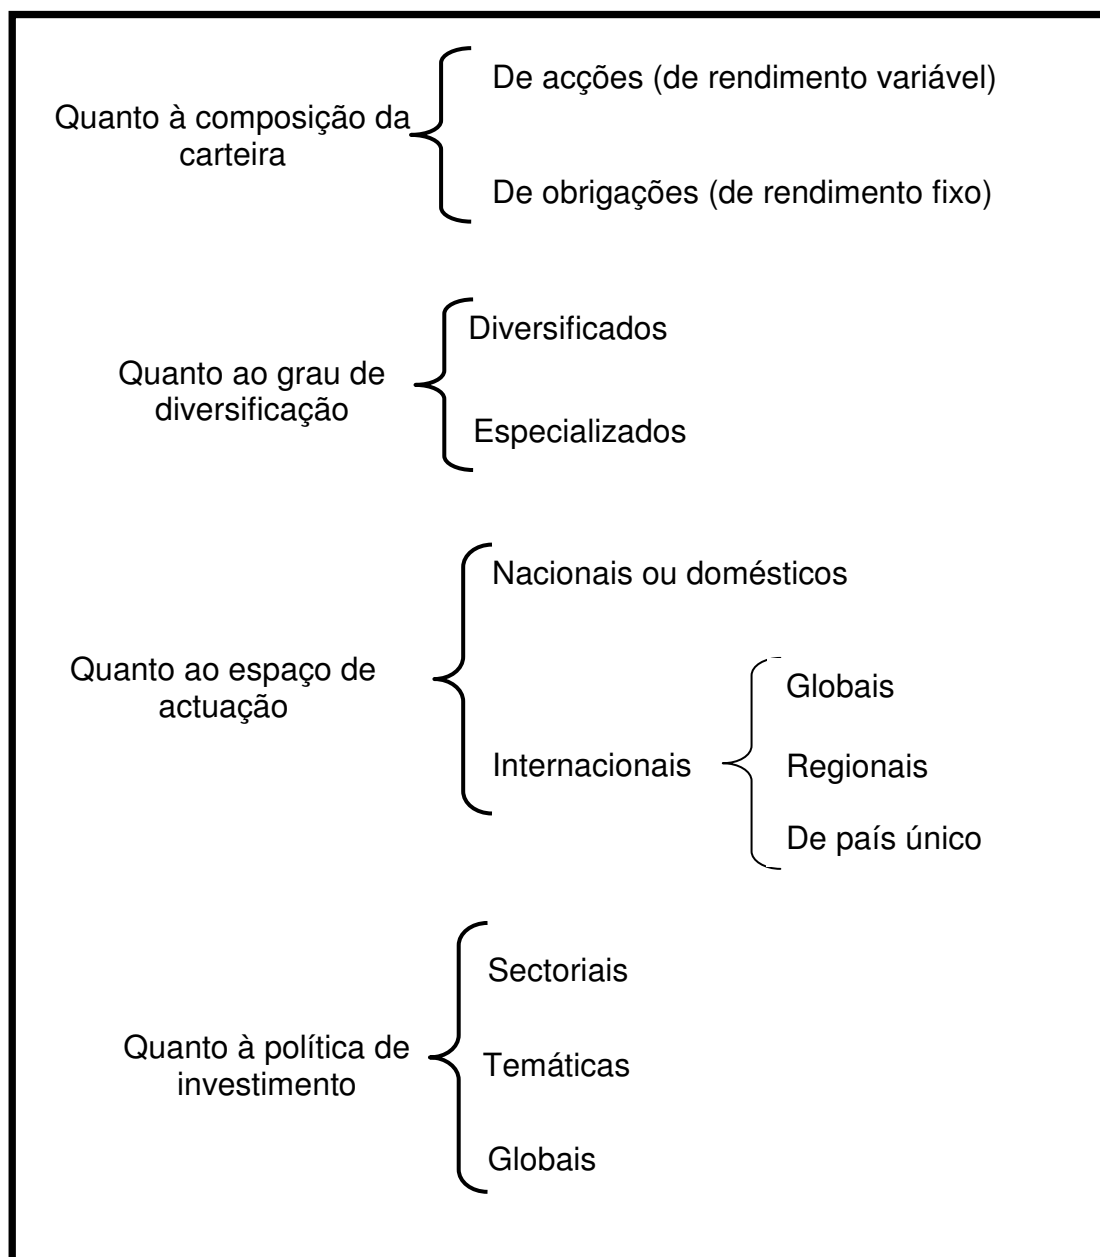 De acções (de rendimento variável)
Quanto à composição da
carteira
De obrigações (de rendimento fixo)
Diversificados
Quanto ao grau de
diversificação
Especializados
Nacionais ou domésticos
Quanto ao espaço de
actuação
Globais
Internacionais
Regionais
De país único
Sectoriais
Quanto à política de
investimento
Temáticas
Globais